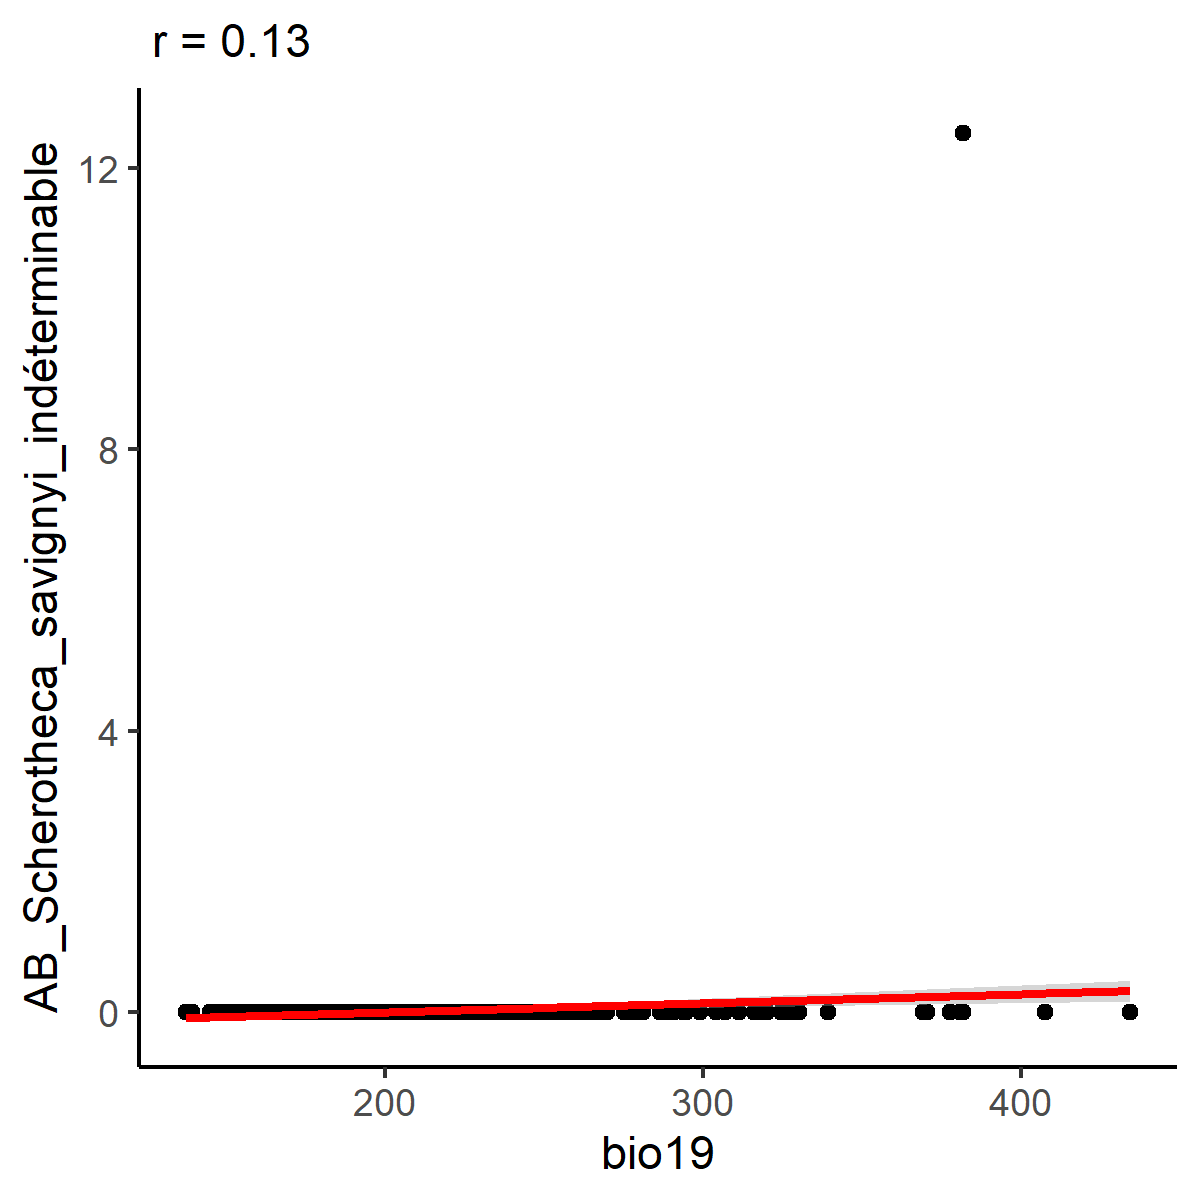 r = 0.13
AB_Scherotheca_savignyi_indéterminable
12
8
4
0
200
300
400
bio19